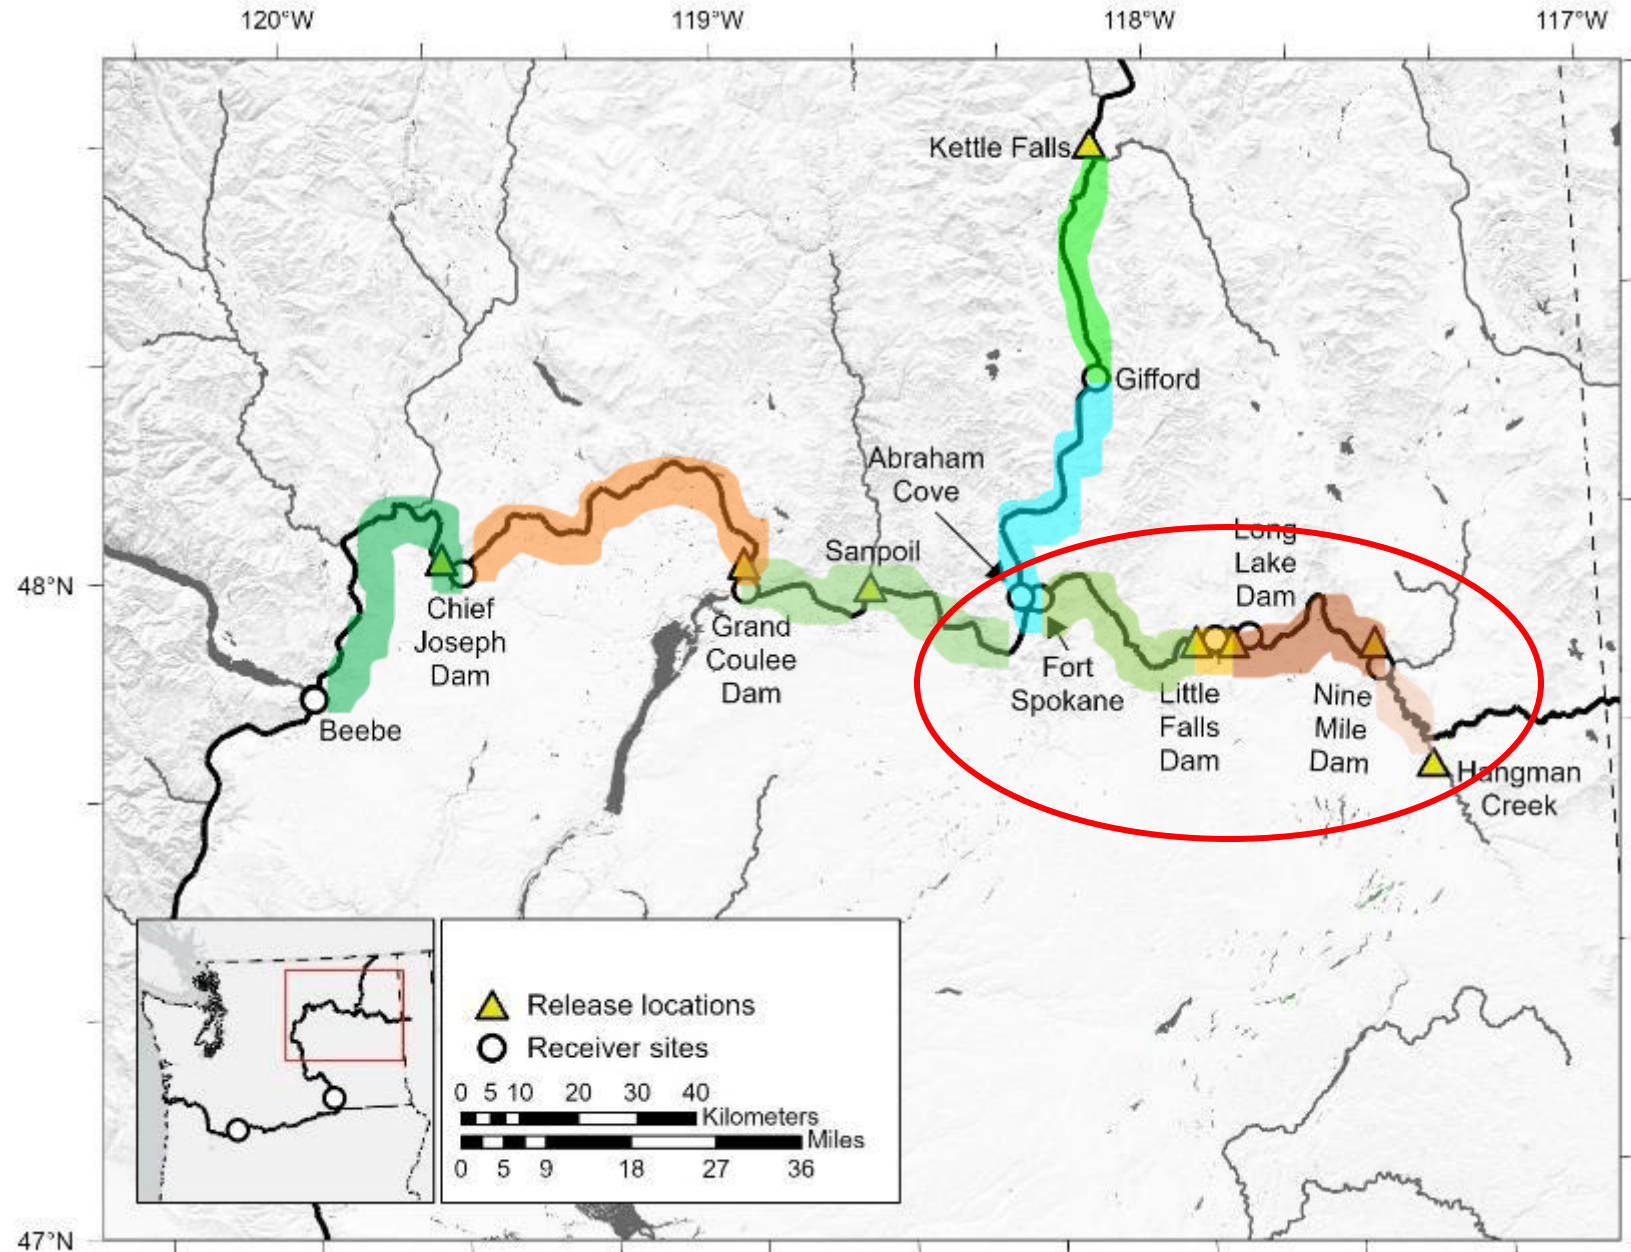 120°W
119°W
118°W
117°W
Kettle Falls
Gifford
Abraham
Cove
Sanpoil
Long
Lake
Dam
48°N
Chief
Joseph
Dam
Grand
Coulee
Dam
Fort
Spokane
Little
Falls
Dam
Nine
Mile
Dam
Beebe
Hangman
Creek
Release locations
Receiver sites
0 5 10 20 30 40
Kilometers
Miles
0 5 9 18 27 36
47°N